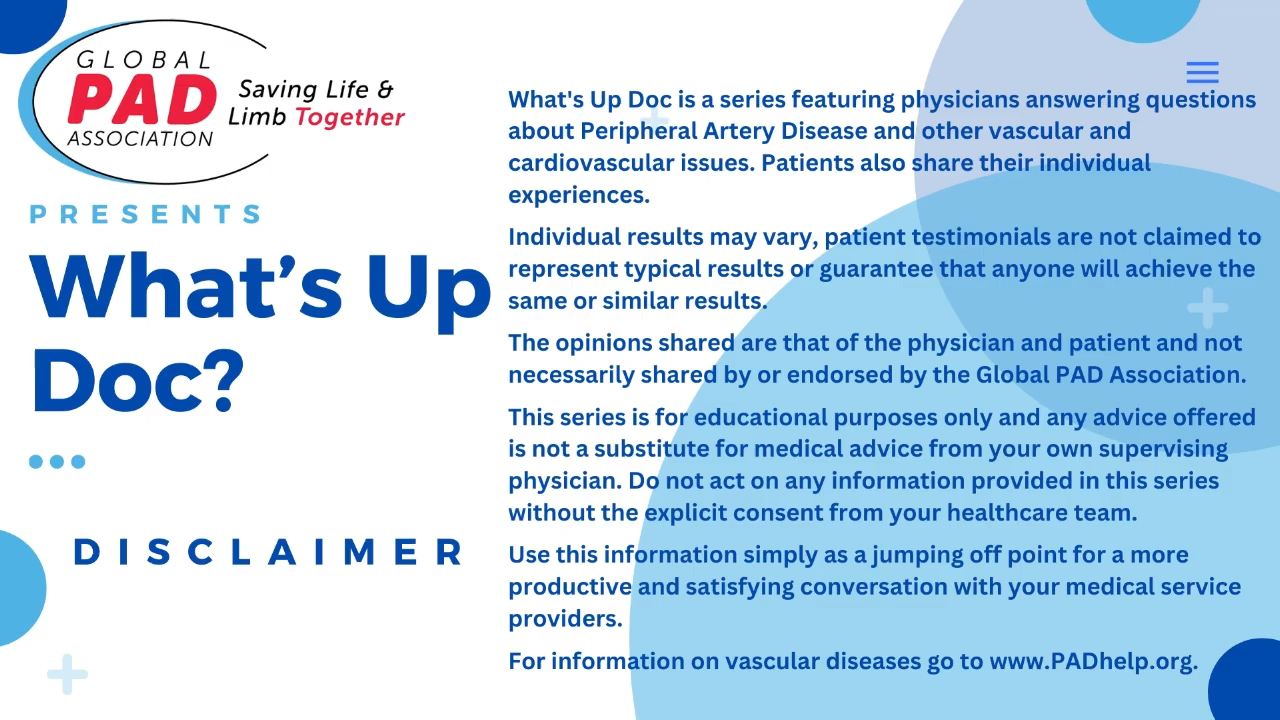 GLOBAL
PAD
ASSOCIATION
Saving Life &
Limb Together
PRESENTS
What's Up
Doc?
DISCLAIMER
What's Up Doc is a series featuring physicians answering questions
about Peripheral Artery Disease and other vascular and
cardiovascular issues. Patients also share their individual
experiences.
Individual results may vary, patient testimonials are not claimed to
represent typical results or guarantee that anyone will achieve the
same or similar results.
The opinions shared are that of the physician and patient and not
necessarily shared by or endorsed by the Global PAD Association.
This series is for educational purposes only and any advice offered
is not a substitute for medical advice from your own supervising
physician. Do not act on any information provided in this series
without the explicit consent from your healthcare team.
Use this information simply as a jumping off point for a more
productive and satisfying conversation with your medical service
providers.
For information on vascular diseases go to www.PADhelp.org.